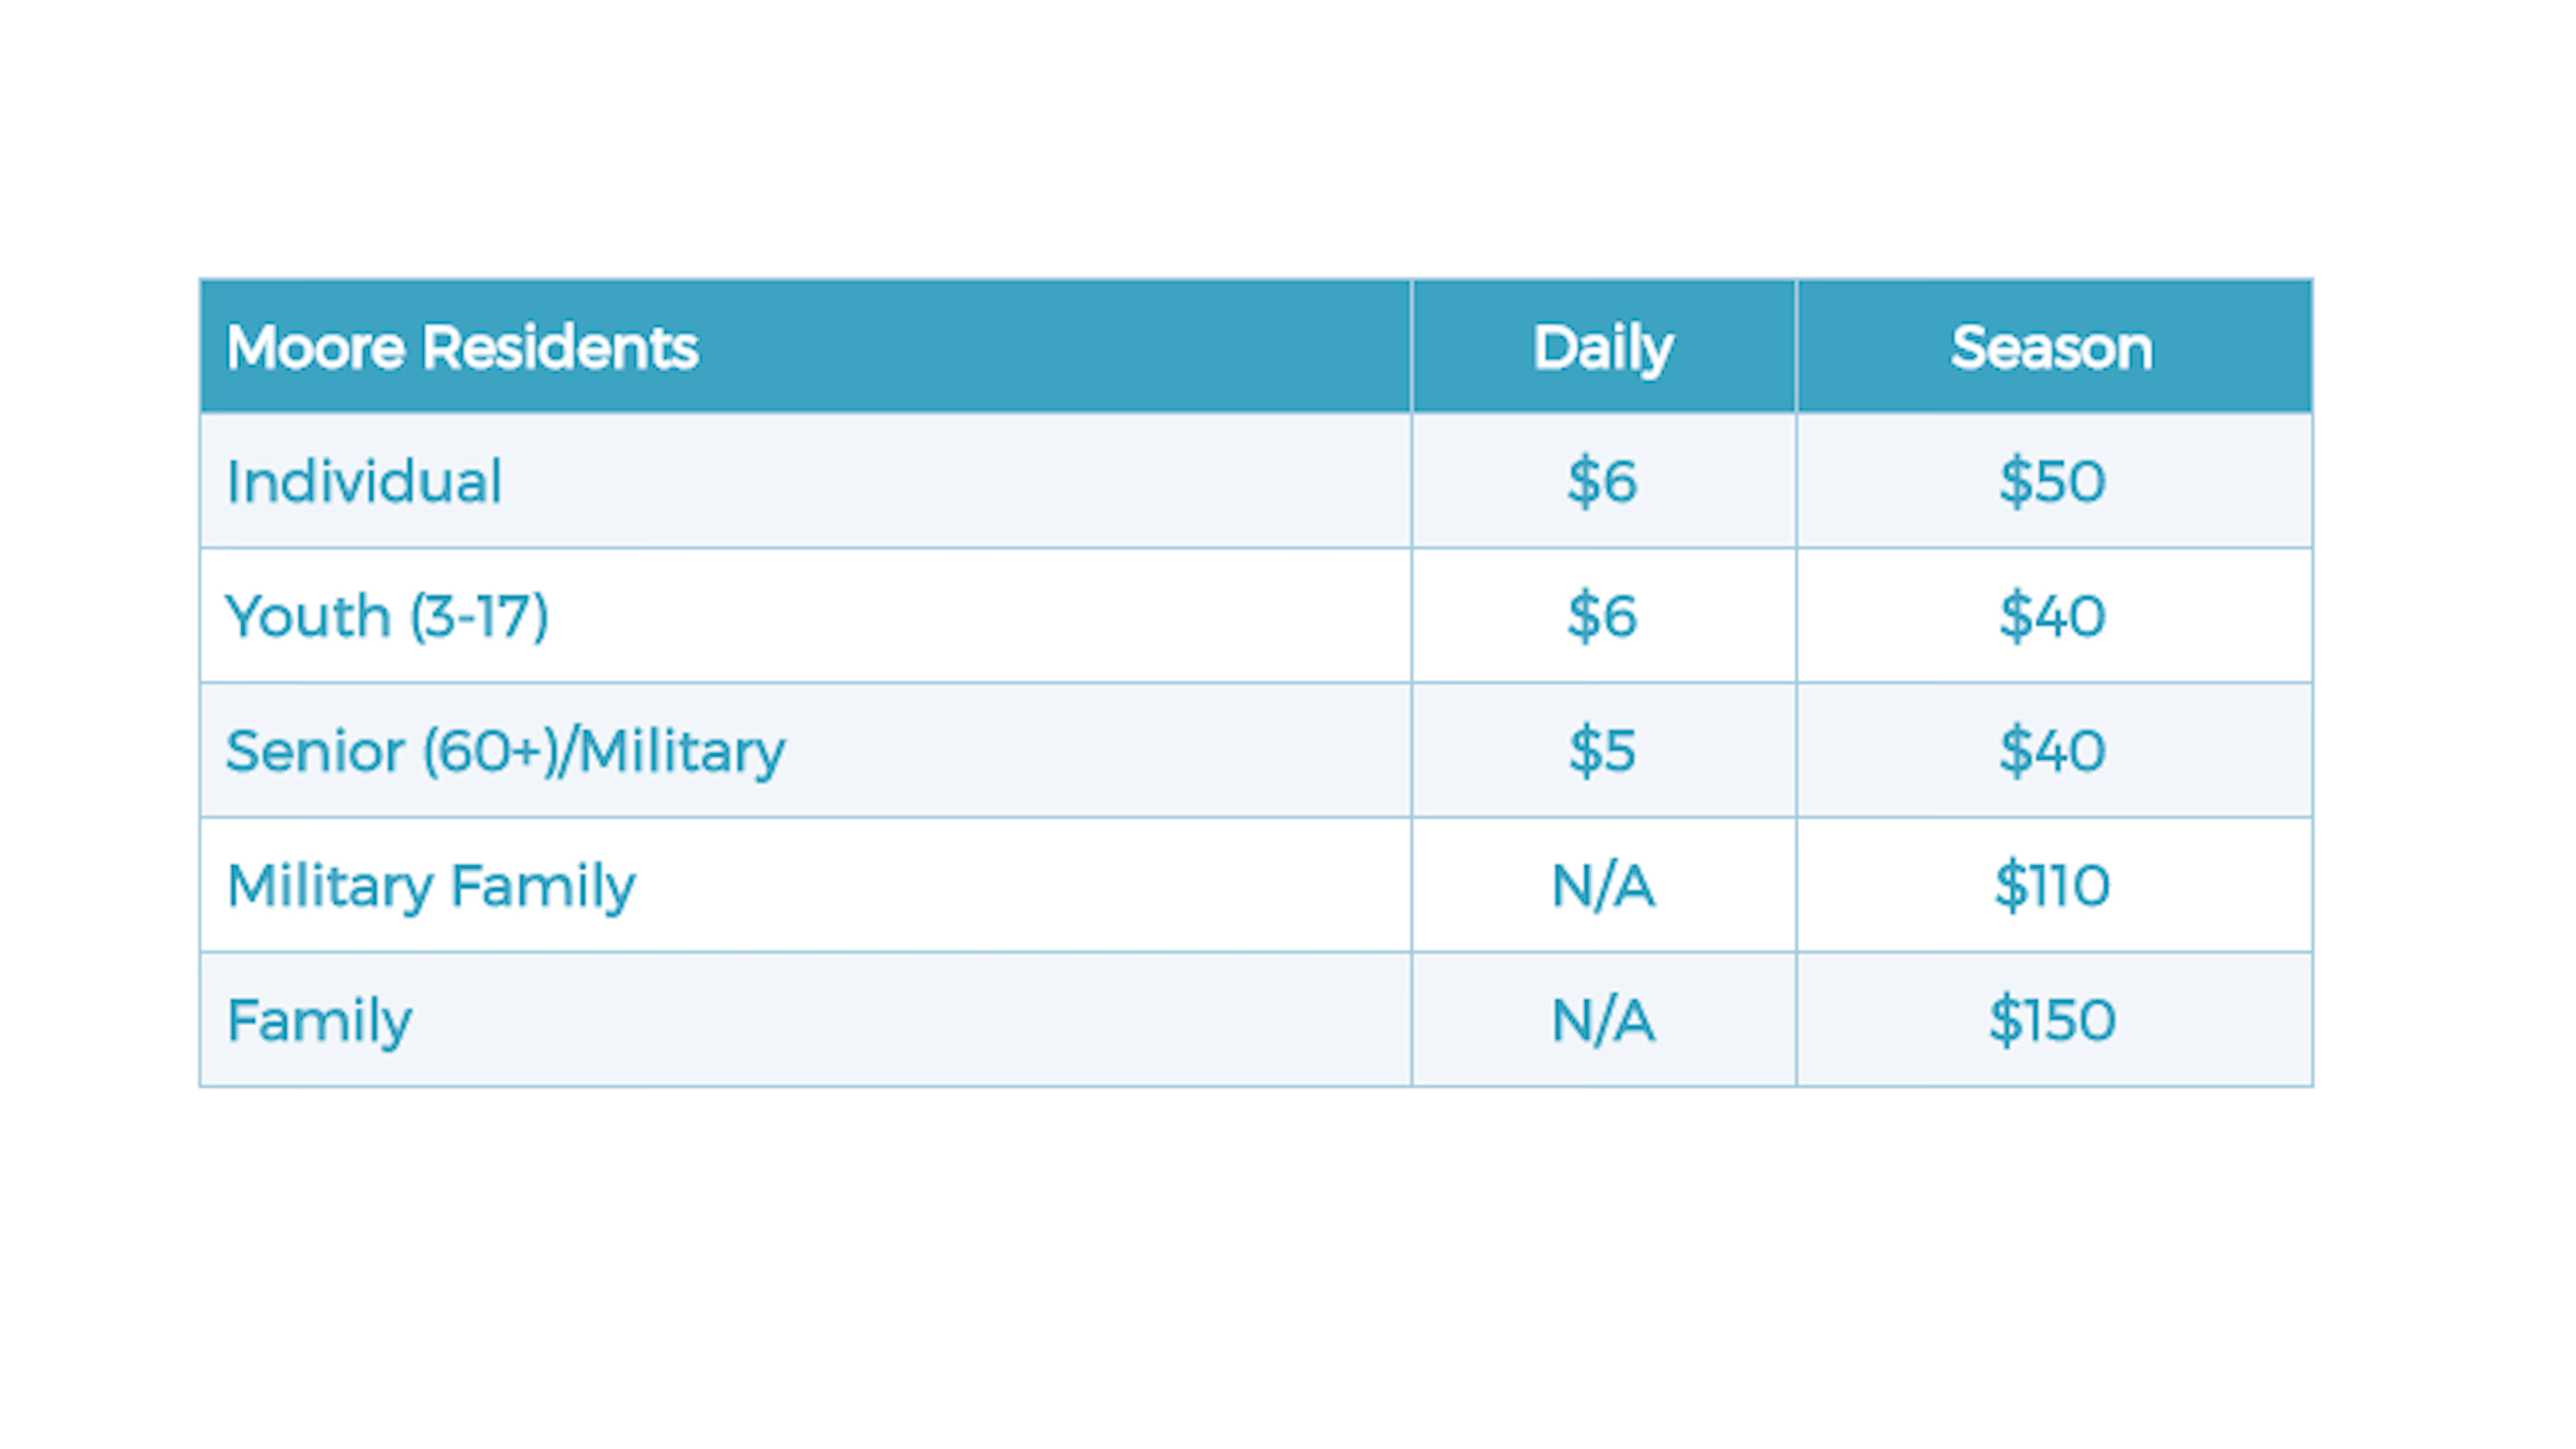 Moore Residents Daily Season
Individual $6 $50
Youth (3-17) $6 $40
Senior (60+)/Military $5 $40
Military Family N/A $110
Family N/A $150